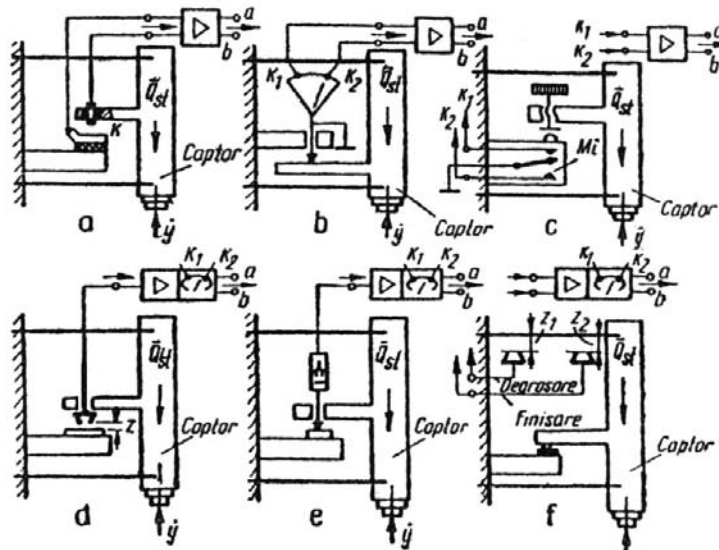 a
b
K
Q̄st
Captor
a
ẏ
K1 K2
a
b
Q̄st
Captor
b
ẏ
K1
K2
a
b
K1
K2
Q̄st
Mi
Captor
c
ẏ
K1 K2
a
b
Q̄st
z
Captor
d
ẏ
K1 K2
a
b
Q̄st
Captor
e
ẏ
K1 K2
a
b
z1
z2
Q̄st
Degrosare
Finisare
Captor
f